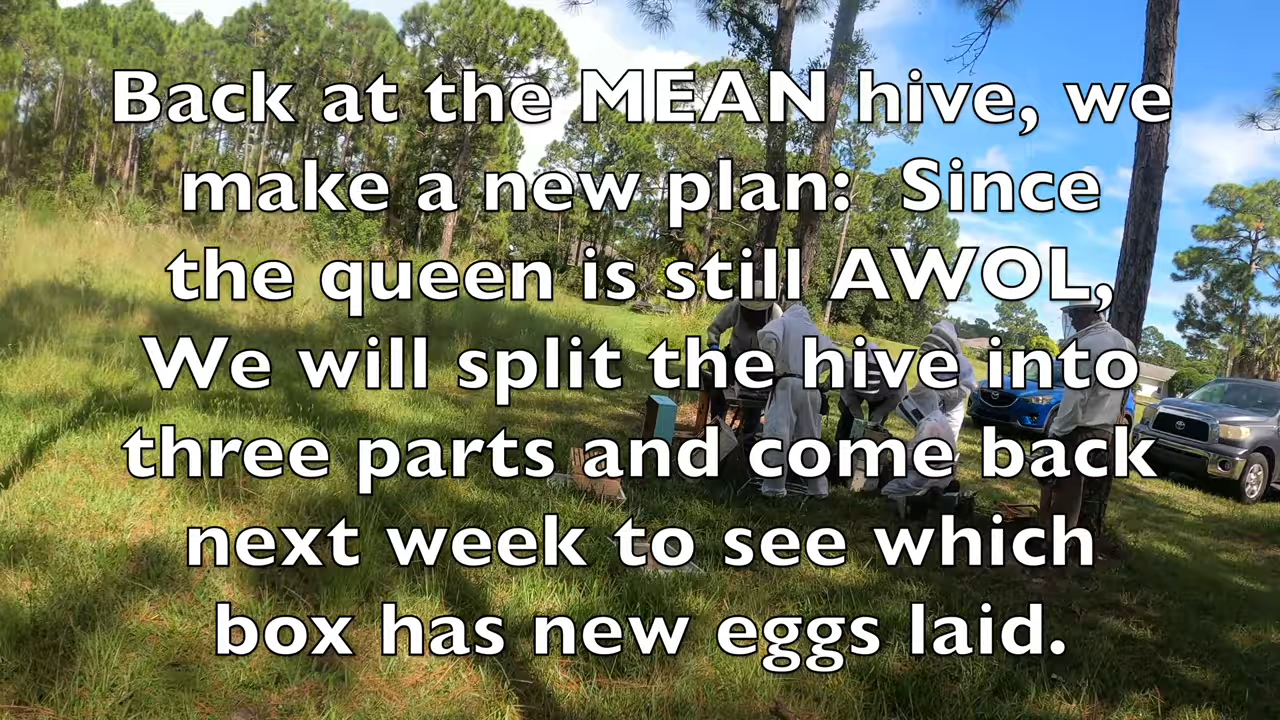 Back at the MEAN hive, we
make a new plan:  Since
the queen is still AWOL,
We will split the hive into
three parts and come back
next week to see which
box has new eggs laid.